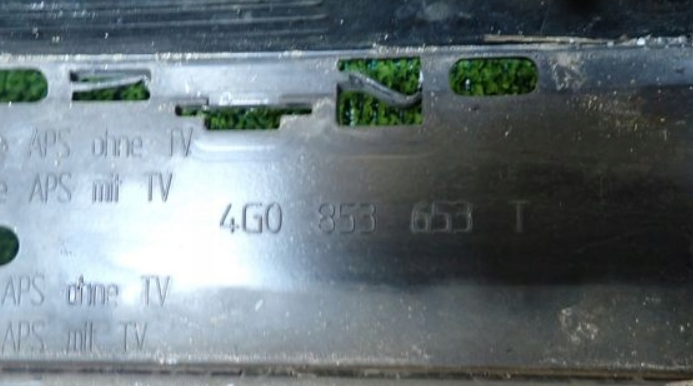 e APS ohne TV
e APS mit TV
4G0 853 653 T
APS ohne TV
APS mit TV